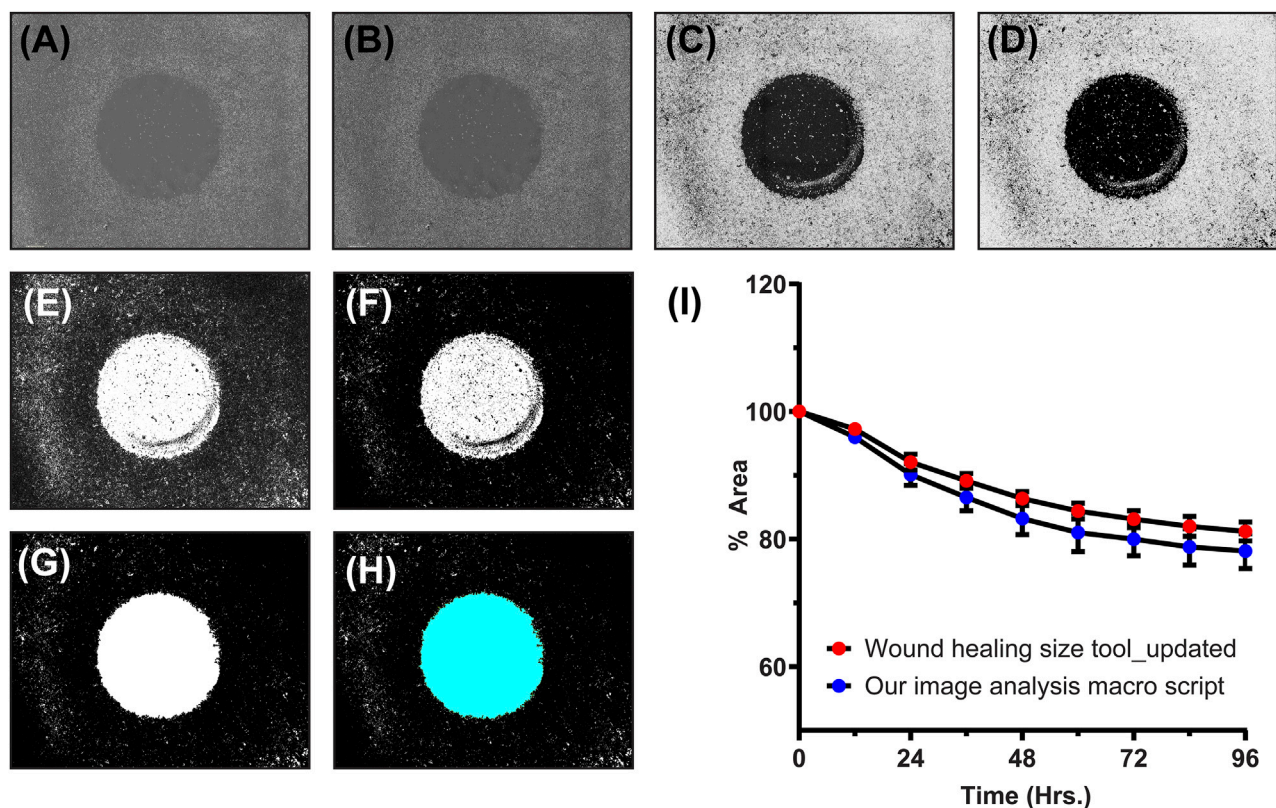 (A)
(B)
(C)
(D)
(E)
(F)
(G)
(H)
(I)
120
100
80
60
% Area
Wound healing size tool_updated
Our image analysis macro script
0 24 48 72 96
Time (Hrs.)